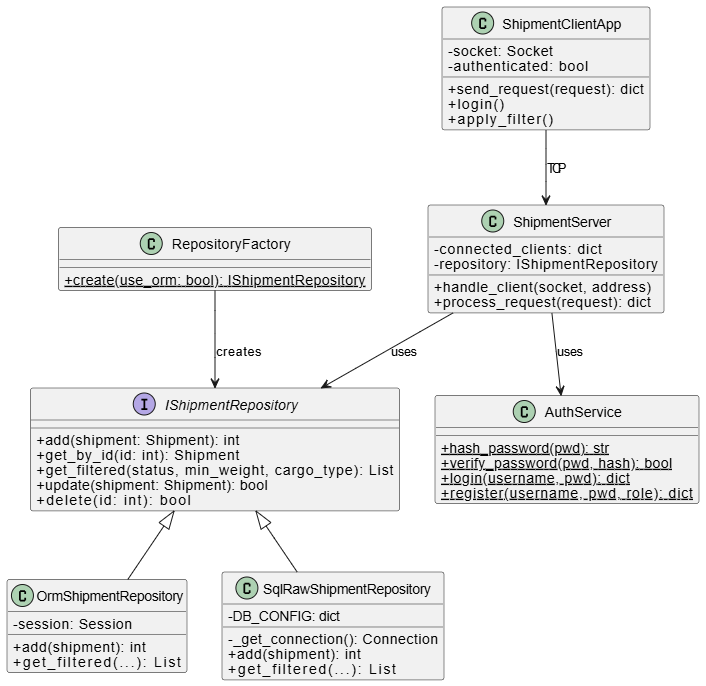 C ShipmentClientApp
-socket: Socket
-authenticated: bool
+send_request(request): dict
+login()
+apply_filter()
TCP
C ShipmentServer
-connected_clients: dict
-repository: IShipmentRepository
+handle_client(socket, address)
+process_request(request): dict
C RepositoryFactory
+create(use_orm: bool): IShipmentRepository
creates
uses
uses
I IShipmentRepository
+add(shipment: Shipment): int
+get_by_id(id: int): Shipment
+get_filtered(status, min_weight, cargo_type): List
+update(shipment: Shipment): bool
+delete(id: int): bool
C AuthService
+hash_password(pwd): str
+verify_password(pwd, hash): bool
+login(username, pwd): dict
+register(username, pwd, role): dict
C OrmShipmentRepository
-session: Session
+add(shipment): int
+get_filtered(...): List
C SqlRawShipmentRepository
-DB_CONFIG: dict
-_get_connection(): Connection
+add(shipment): int
+get_filtered(...): List